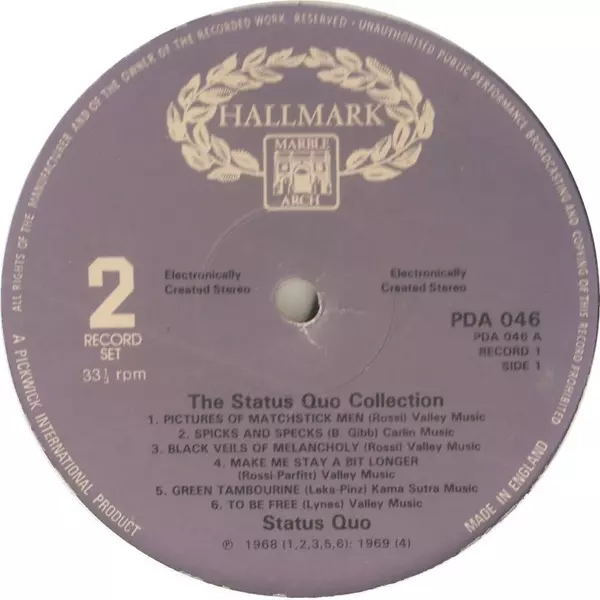 ALL RIGHTS OF THE MANUFACTURER AND OF THE OWNER OF THE RECORDED WORK RESERVED - UNAUTHORISED PUBLIC PERFORMANCE BROADCASTING AND COPYING OF THIS RECORD PROHIBITED
HALLMARK
MARBLE
ARCH
2
RECORD
SET
33⅓ rpm
Electronically
Created Stereo
Electronically
Created Stereo
PDA 046
PDA 046 A
RECORD 1
SIDE 1
The Status Quo Collection
1. PICTURES OF MATCHSTICK MEN (Rossi) Valley Music
2. SPICKS AND SPECKS (B. Gibb) Carlin Music
3. BLACK VEILS OF MELANCHOLY (Rossi) Valley Music
4. MAKE ME STAY A BIT LONGER
(Rossi-Parfitt) Valley Music
5. GREEN TAMBOURINE (Leka-Pinz) Kama Sutra Music
6. TO BE FREE (Lynes) Valley Music
Status Quo
℗ 1968 (1,2,3,5,6): 1969 (4)
A PICKWICK INTERNATIONAL PRODUCT
MADE IN ENGLAND